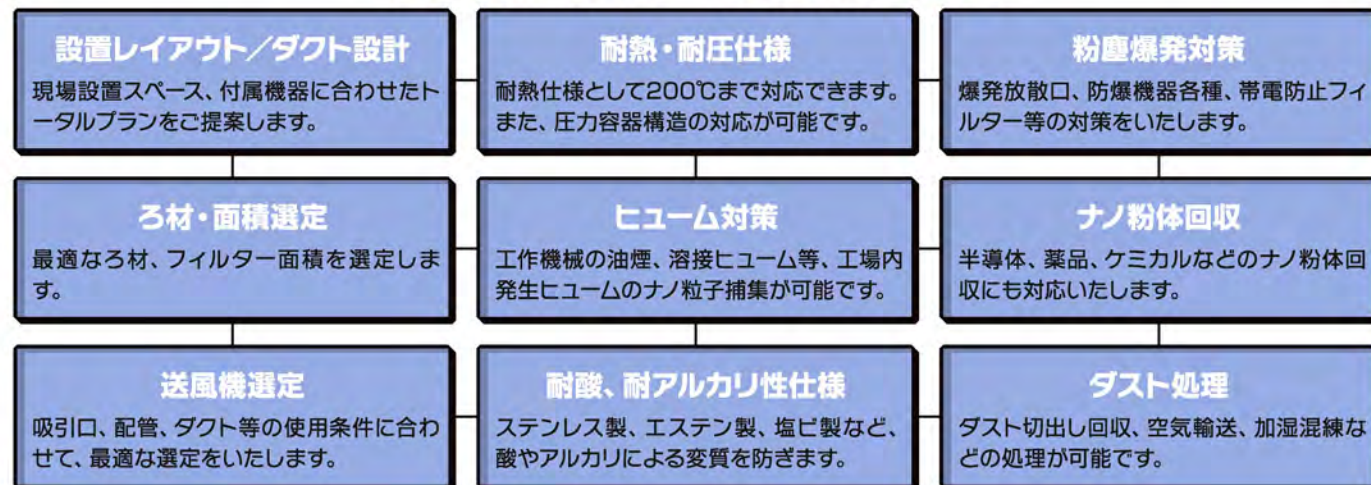 設置レイアウト／ダクト設計
現場設置スペース、付属機器に合わせたト
ータルプランをご提案します。
耐熱・耐圧仕様
耐熱仕様として200℃まで対応できます。
また、圧力容器構造の対応が可能です。
粉塵爆発対策
爆発放散口、防爆機器各種、帯電防止フィ
ルター等の対策をいたします。
ろ材・面積選定
最適なろ材、フィルター面積を選定しま
す。
ヒューム対策
工作機械の油煙、溶接ヒューム等、工場内
発生ヒュームのナノ粒子捕集が可能です。
ナノ粉体回収
半導体、薬品、ケミカルなどのナノ粉体回
収にも対応いたします。
送風機選定
吸引口、配管、ダクト等の使用条件に合わ
せて、最適な選定をいたします。
耐酸、耐アルカリ性仕様
ステンレス製、エステン製、塩ビ製など、
酸やアルカリによる変質を防ぎます。
ダスト処理
ダスト切出し回収、空気輸送、加湿混練な
どの処理が可能です。